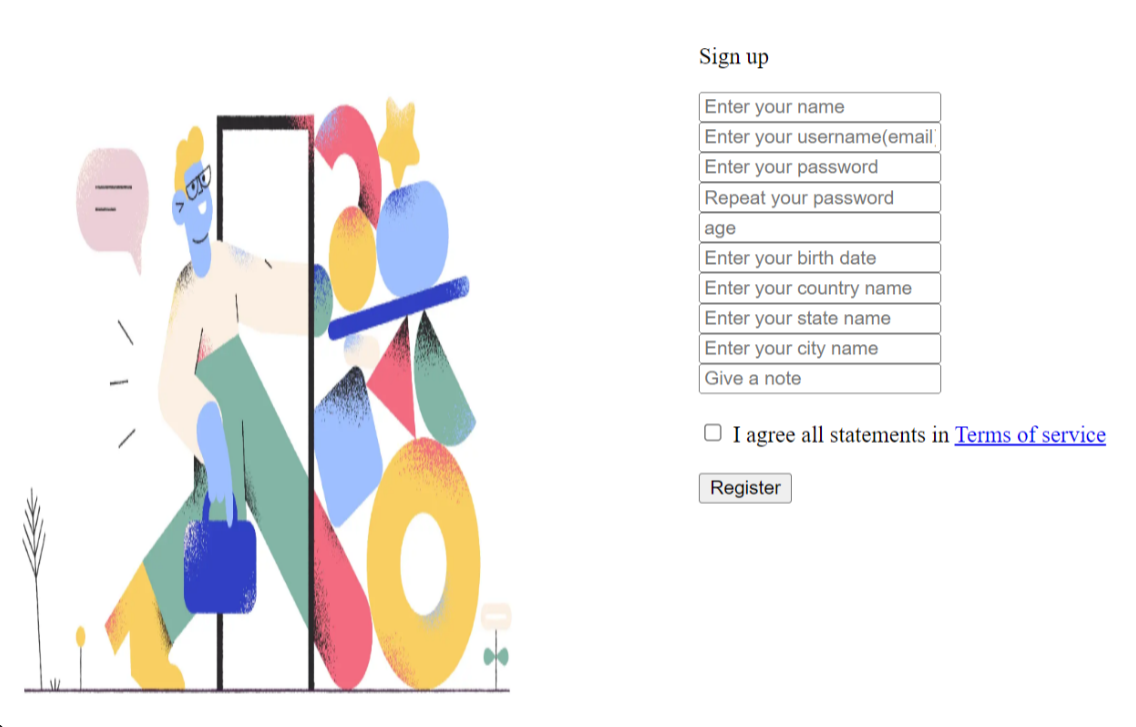 Sign up
Enter your name
Enter your username(email
Enter your password
Repeat your password
age
Enter your birth date
Enter your country name
Enter your state name
Enter your city name
Give a note
I agree all statements in Terms of service
Register